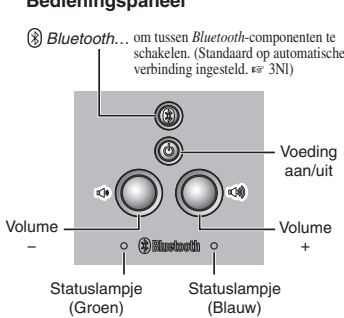 Bedieningspaneel
Bluetooth… om tussen Bluetooth-componenten te
schakelen. (Standaard op automatische
verbinding ingesteld. ☞ 3Nl)
Voeding
aan/uit
Volume
–
Volume
+
Bluetooth
Statuslampje
(Groen)
Statuslampje
(Blauw)